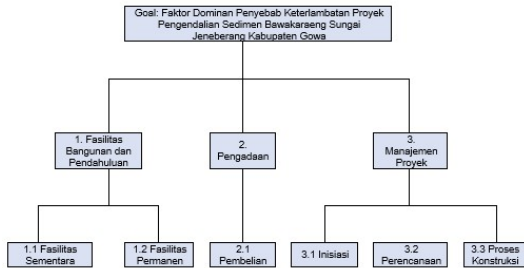 Goal: Faktor Dominan Penyebab Keterlambatan Proyek
Pengendalian Sedimen Bawakaraeng Sungai
Jeneberang Kabupaten Gowa
1. Fasilitas
Bangunan dan
Pendahuluan
2.
Pengadaan
3.
Manajemen
Proyek
1.1 Fasilitas
Sementara
1.2 Fasilitas
Permanen
2.1
Pembelian
3.1 Inisiasi
3.2
Perencanaan
3.3 Proses
Konstruksi